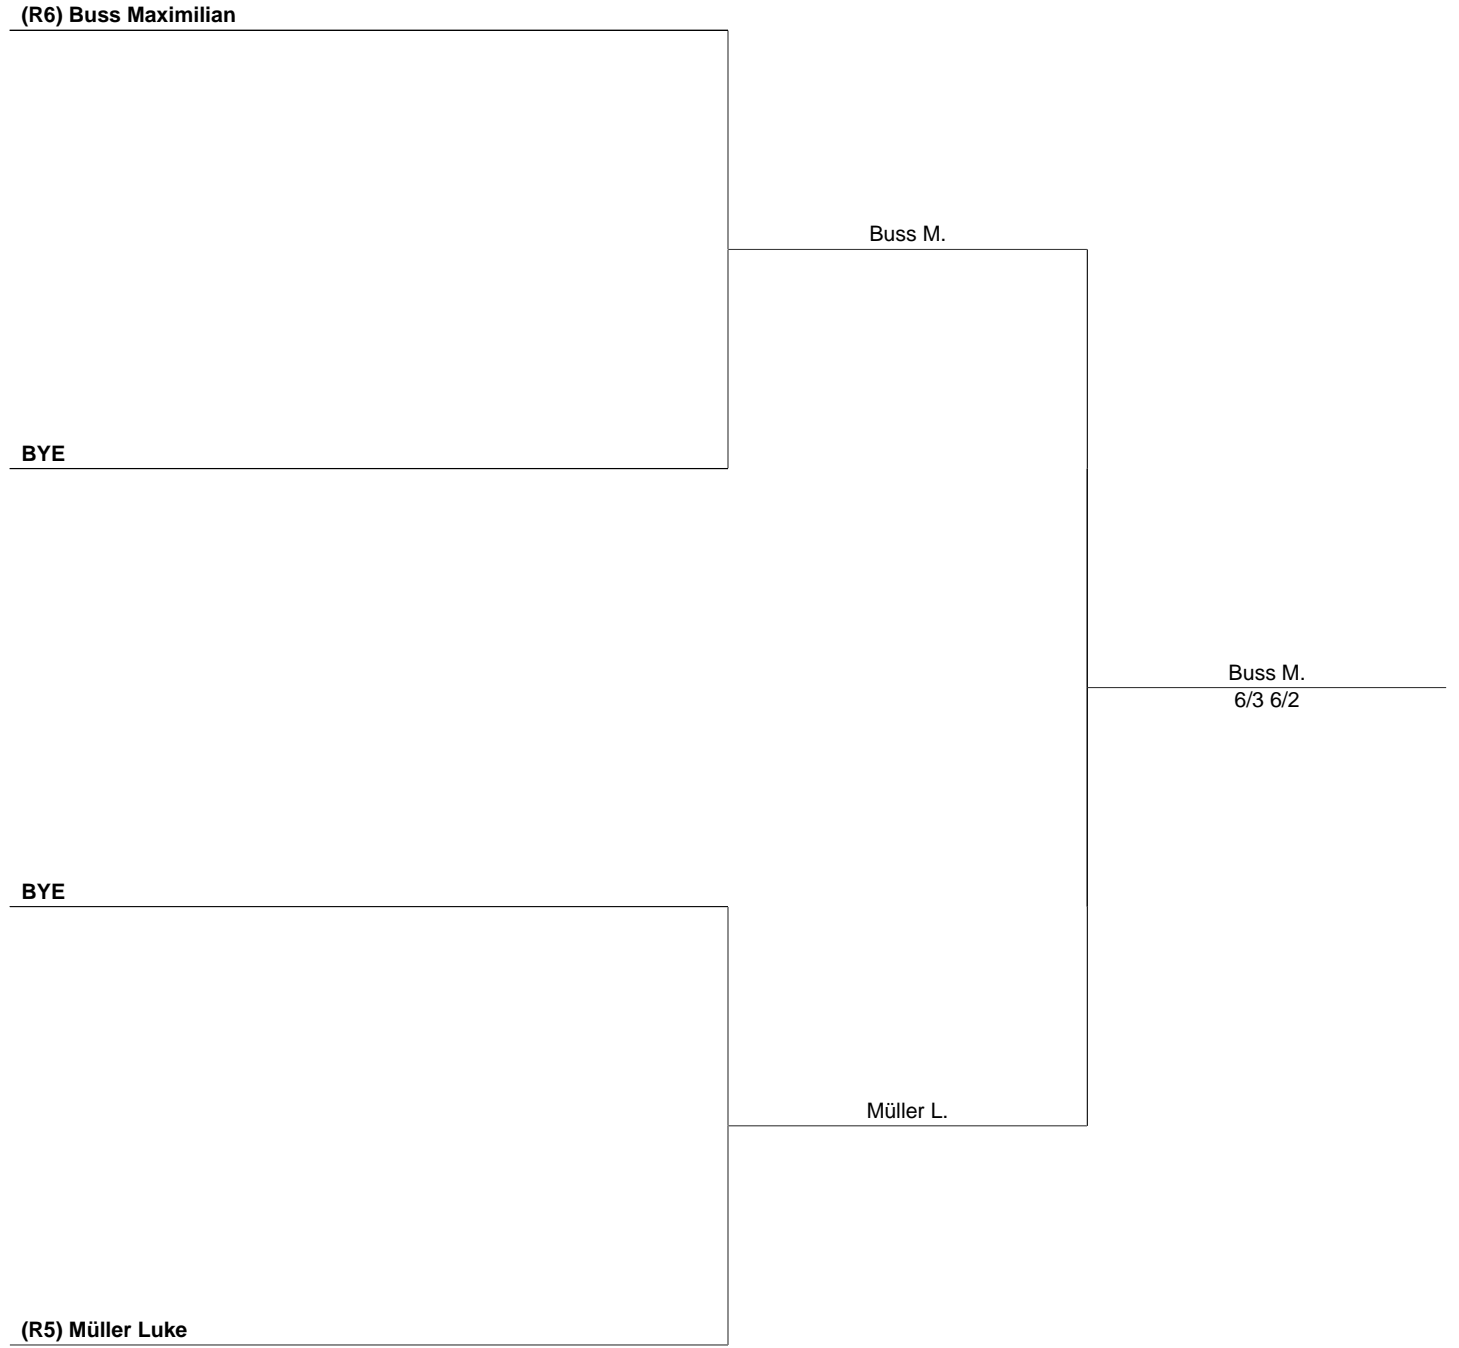 (R6) Buss Maximilian
Buss M.
BYE
Buss M.
6/3 6/2
BYE
Müller L.
(R5) Müller Luke